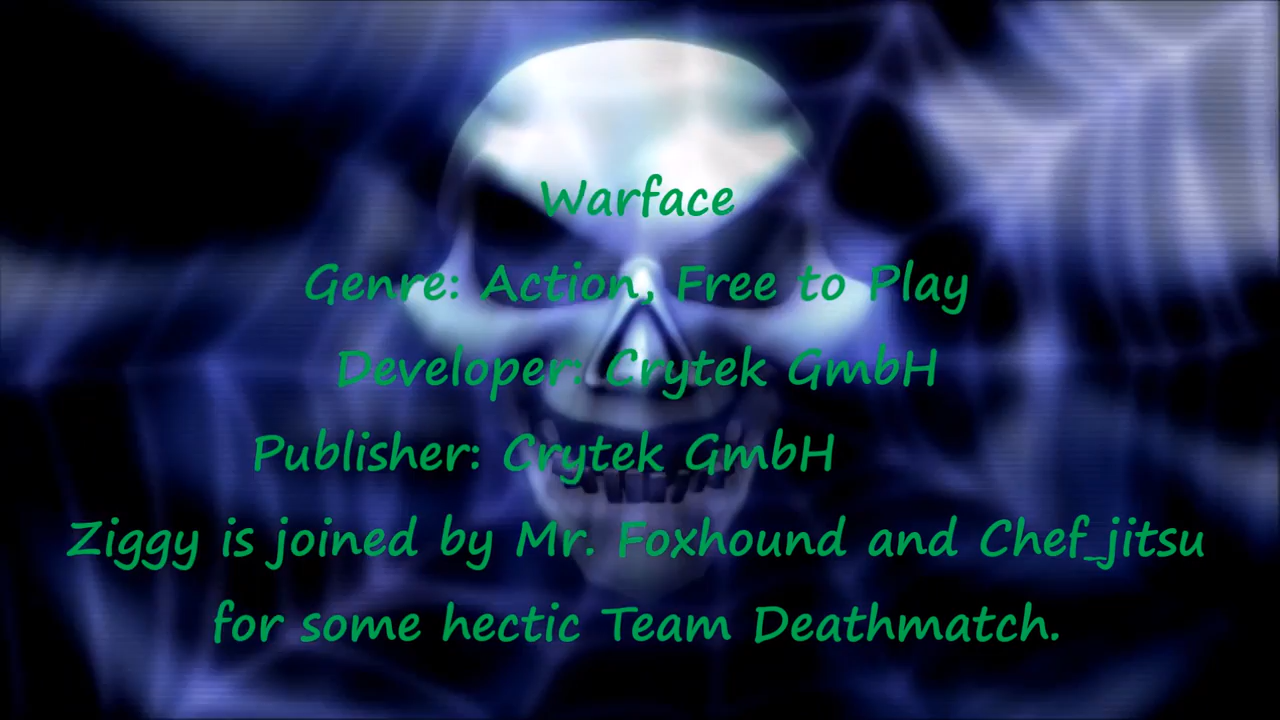 Warface
Genre: Action, Free to Play
Developer: Crytek GmbH
Publisher: Crytek GmbH
Ziggy is joined by Mr. Foxhound and Chef_jitsu
for some hectic Team Deathmatch.